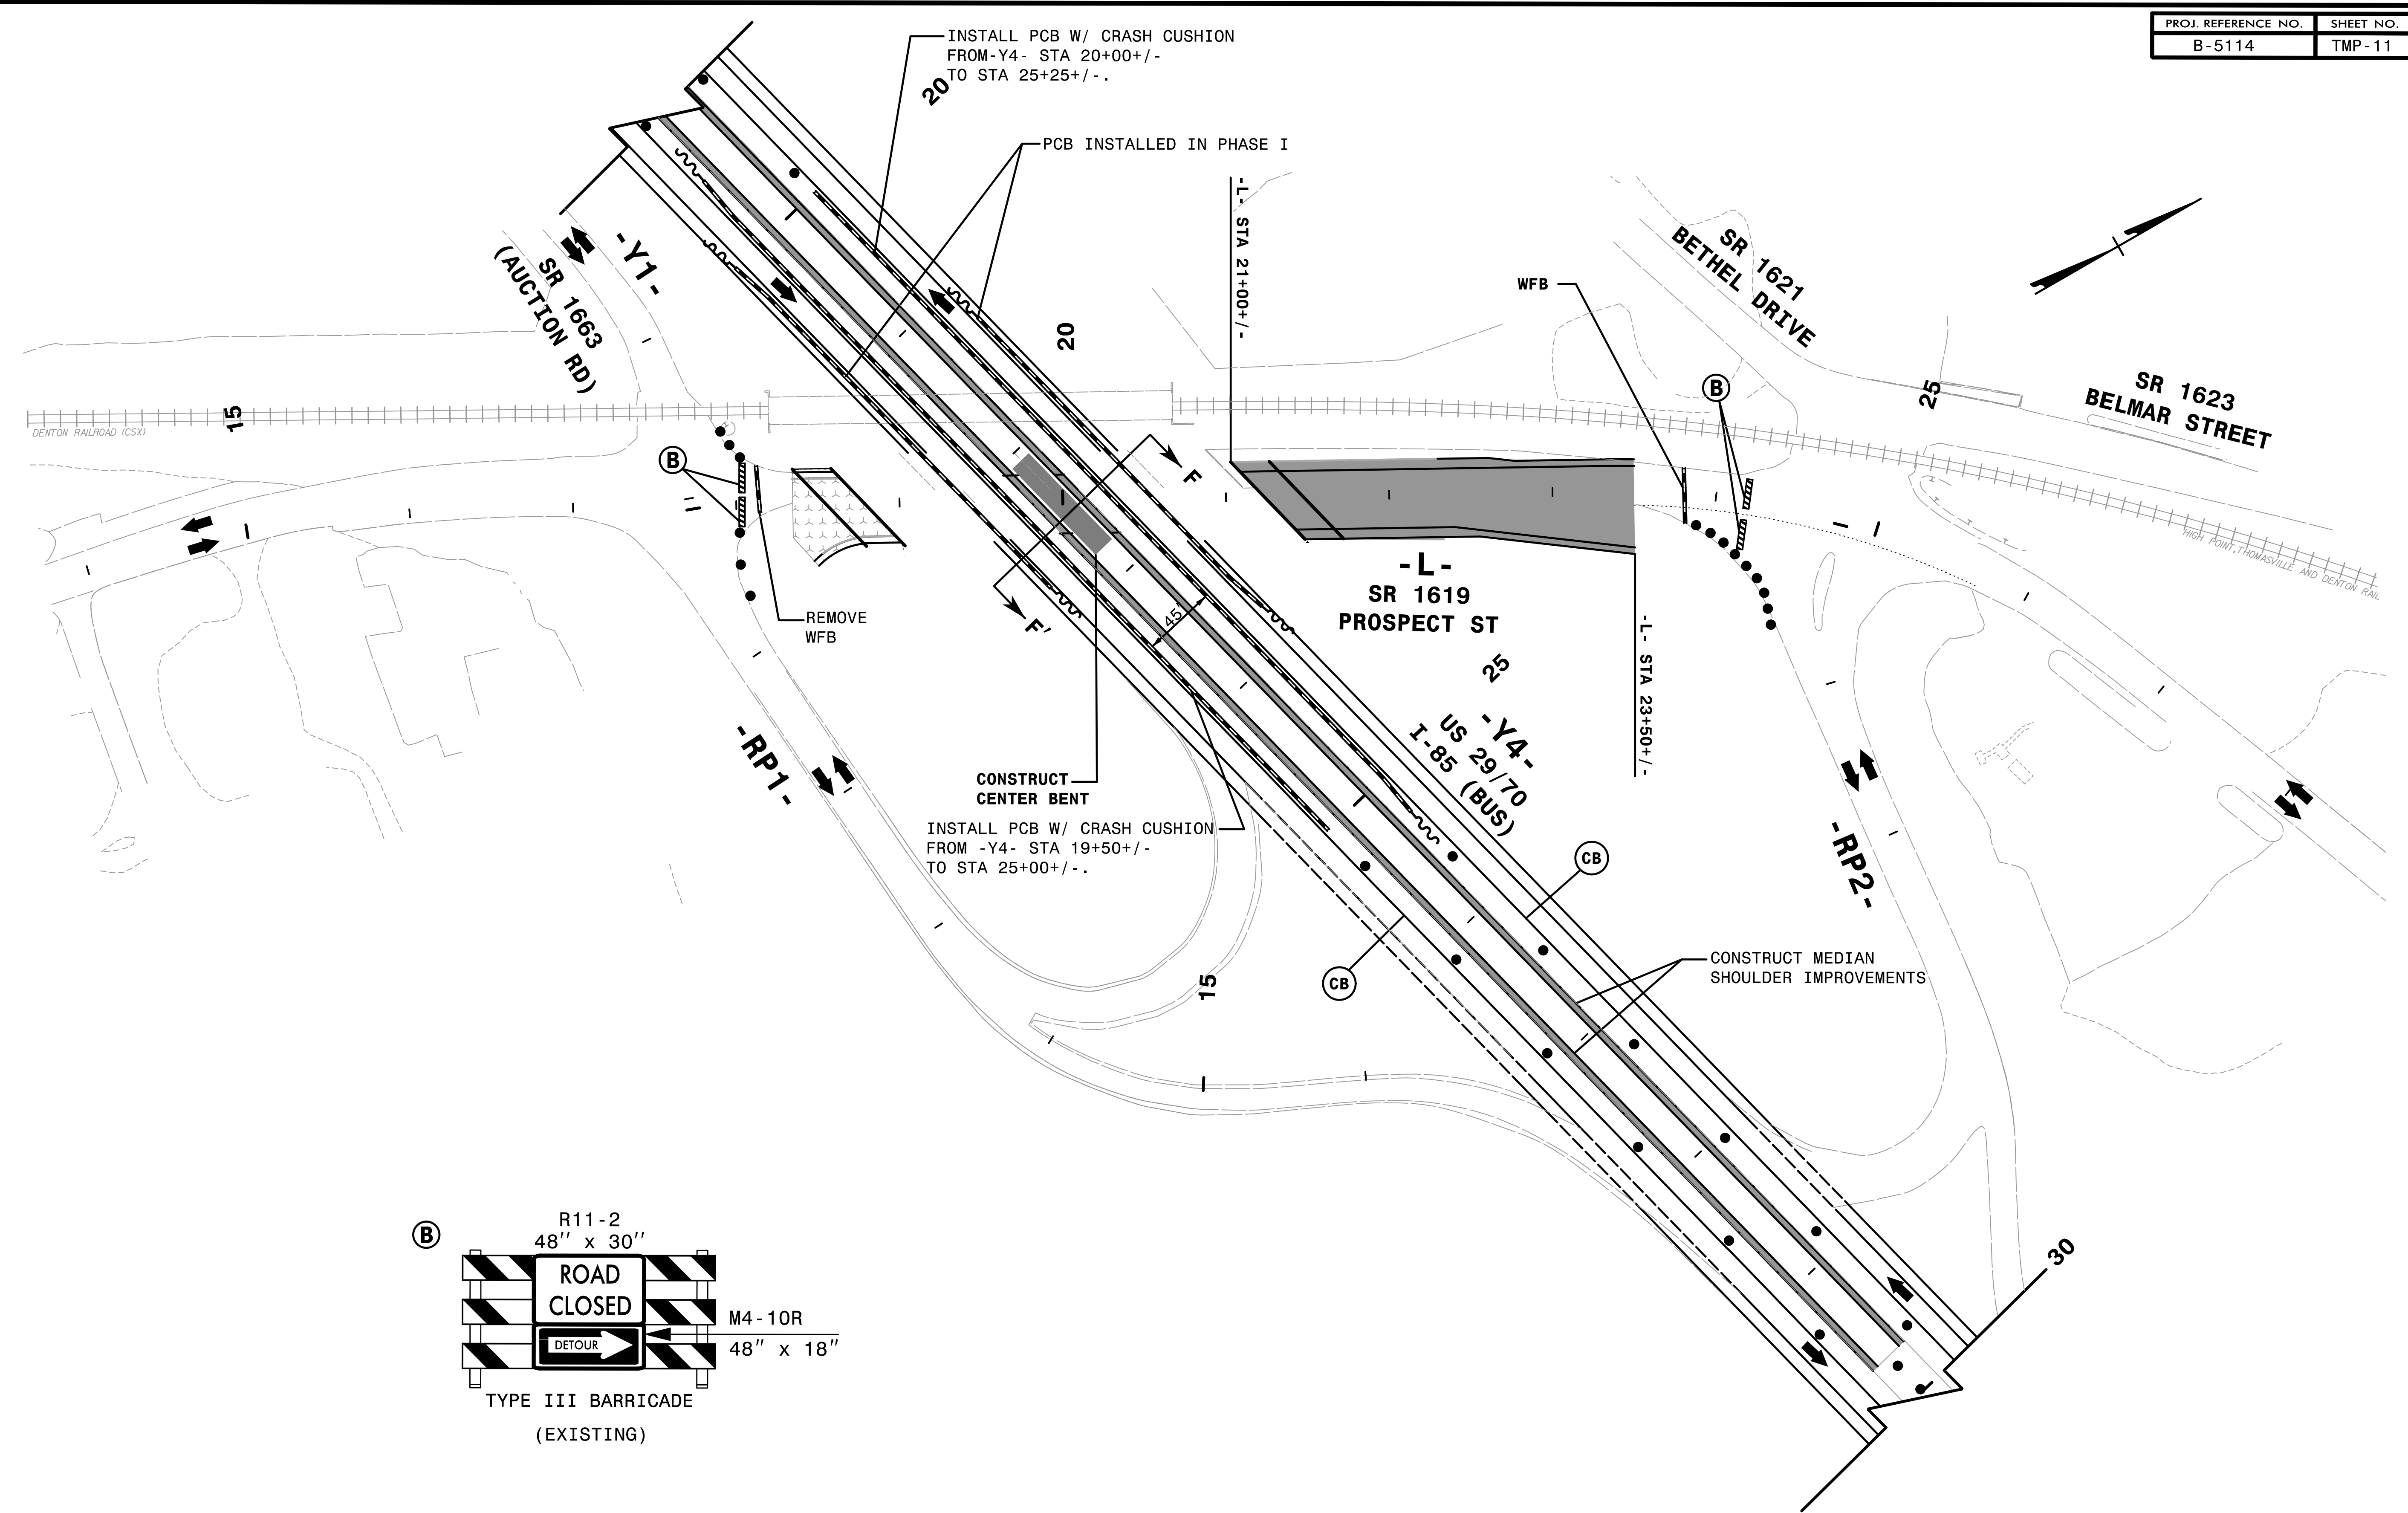 PROJ. REFERENCE NO.
SHEET NO.
B-5114
TMP-11
INSTALL PCB W/ CRASH CUSHION
FROM-Y4- STA 20+00+/-
TO STA 25+25+/-.
20
PCB INSTALLED IN PHASE I
-L- STA 21+00+/-
-Y1-
SR 1663
(AUCTION RD)
SR 1621
BETHEL DRIVE
WFB
20
B
25
SR 1623
BELMAR STREET
15
DENTON RAILROAD (CSX)
B
F
HIGH POINT,THOMASVILLE AND DENTON RAIL
-L-
SR 1619
PROSPECT ST
REMOVE
WFB
F'
45'
-L- STA 23+50+/-
25
-Y4-
US 29/70
I-85 (BUS)
-RP1-
CONSTRUCT
CENTER BENT
INSTALL PCB W/ CRASH CUSHION
FROM -Y4- STA 19+50+/-
TO STA 25+00+/-.
-RP2-
CB
CB
15
CONSTRUCT MEDIAN
SHOULDER IMPROVEMENTS
30
B
R11-2
48" x 30"
ROAD
CLOSED
DETOUR
M4-10R
48" x 18"
TYPE III BARRICADE
(EXISTING)